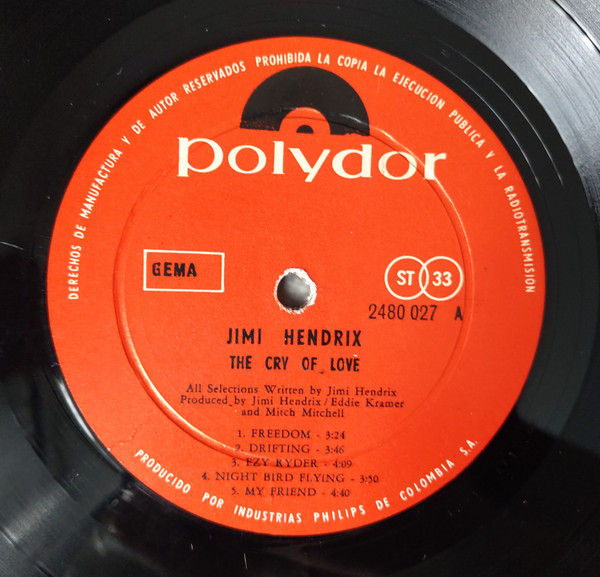 DERECHOS DE MANUFACTURA Y DE AUTOR RESERVADOS PROHIBIDA LA COPIA LA EJECUCION PUBLICA Y LA RADIOTRANSMISION
polydor
GEMA
ST 33
2480 027 A
JIMI HENDRIX
THE CRY OF LOVE
All Selections Written by Jimi Hendrix
Produced by Jimi Hendrix / Eddie Kramer
and Mitch Mitchell
1. FREEDOM - 3:24
2. DRIFTING - 3:46
3. EZY RYDER - 4:09
4. NIGHT BIRD FLYING - 3:50
5. MY FRIEND - 4:40
PRODUCIDO POR INDUSTRIAS PHILIPS DE COLOMBIA S.A.